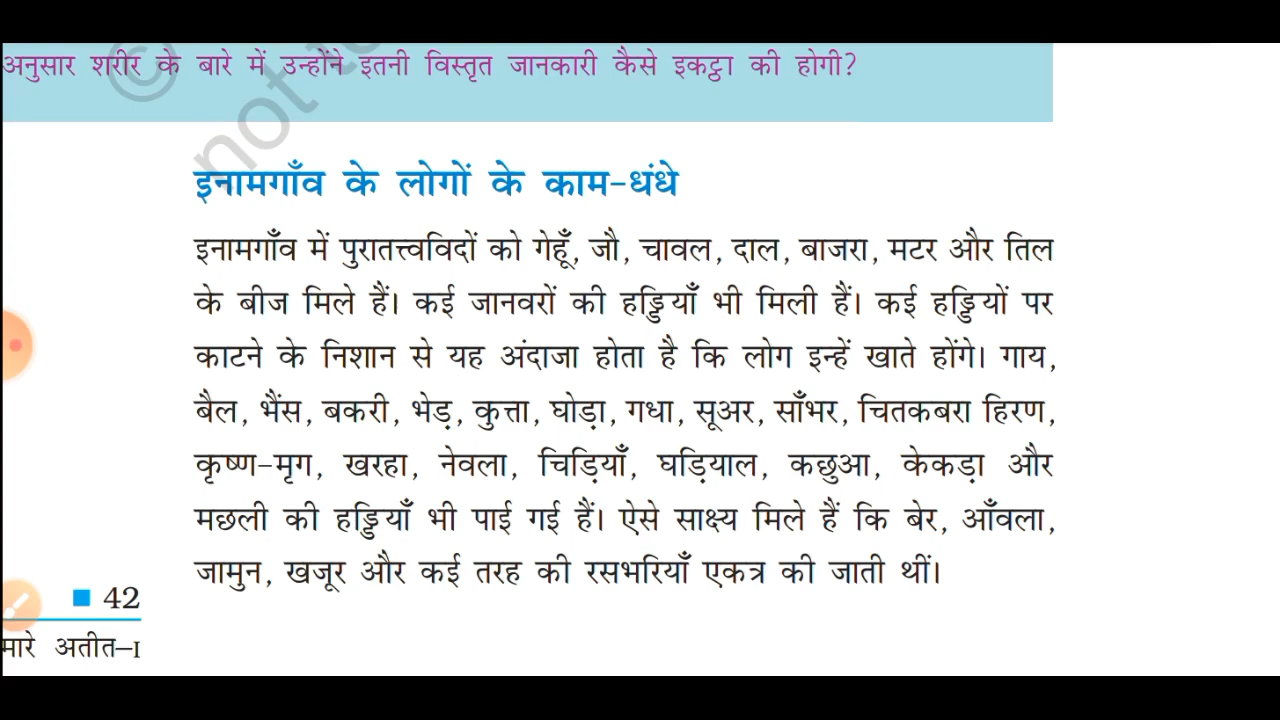 अनुसार शरीर के बारे में उन्होंने इतनी विस्तृत जानकारी कैसे इकट्ठा की होगी?
©
not to
इनामगाँव के लोगों के काम-धंधे
इनामगाँव में पुरातत्त्वविदों को गेहूँ, जौ, चावल, दाल, बाजरा, मटर और तिल
के बीज मिले हैं। कई जानवरों की हड्डियाँ भी मिली हैं। कई हड्डियों पर
काटने के निशान से यह अंदाजा होता है कि लोग इन्हें खाते होंगे। गाय,
बैल, भैंस, बकरी, भेड़, कुत्ता, घोड़ा, गधा, सूअर, साँभर, चितकबरा हिरण,
कृष्ण-मृग, खरहा, नेवला, चिड़ियाँ, घड़ियाल, कछुआ, केकड़ा और
मछली की हड्डियाँ भी पाई गई हैं। ऐसे साक्ष्य मिले हैं कि बेर, आँवला,
जामुन, खजूर और कई तरह की रसभरियाँ एकत्र की जाती थीं।
■ 42
मारे अतीत–I